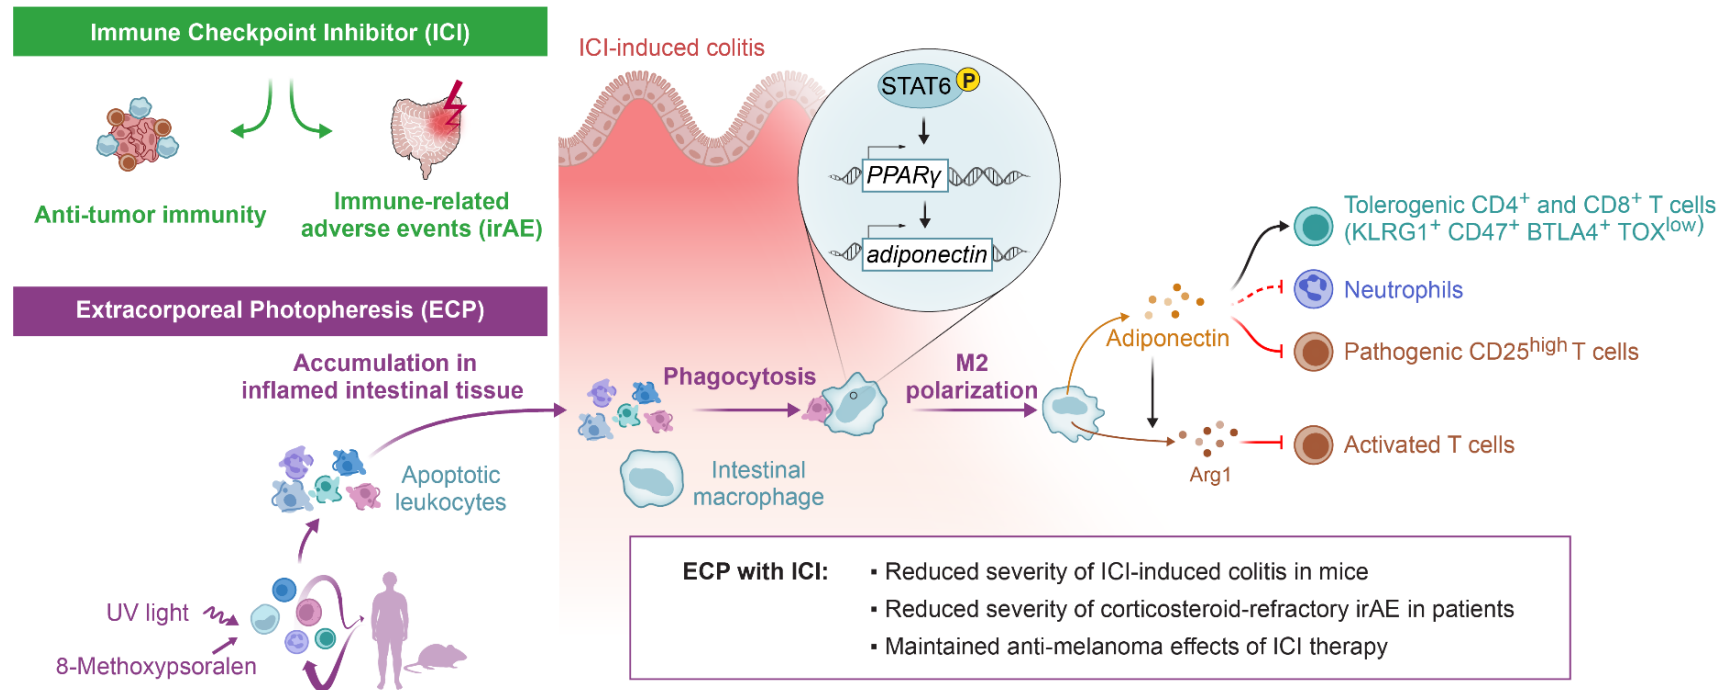 Immune Checkpoint Inhibitor (ICI)
Anti-tumor immunity
Immune-related
adverse events (irAE)
Extracorporeal Photopheresis (ECP)
Accumulation in
inflamed intestinal tissue
Apoptotic
leukocytes
UV light
8-Methoxypsoralen
ICI-induced colitis
STAT6 P
PPARγ
adiponectin
Phagocytosis
Intestinal
macrophage
M2
polarization
Adiponectin
Arg1
Tolerogenic CD4⁺ and CD8⁺ T cells
(KLRG1⁺ CD47⁺ BTLA4⁺ TOXˡᵒʷ)
Neutrophils
Pathogenic CD25ʰⁱᵍʰ T cells
Activated T cells
ECP with ICI: ▪ Reduced severity of ICI-induced colitis in mice
▪ Reduced severity of corticosteroid-refractory irAE in patients
▪ Maintained anti-melanoma effects of ICI therapy